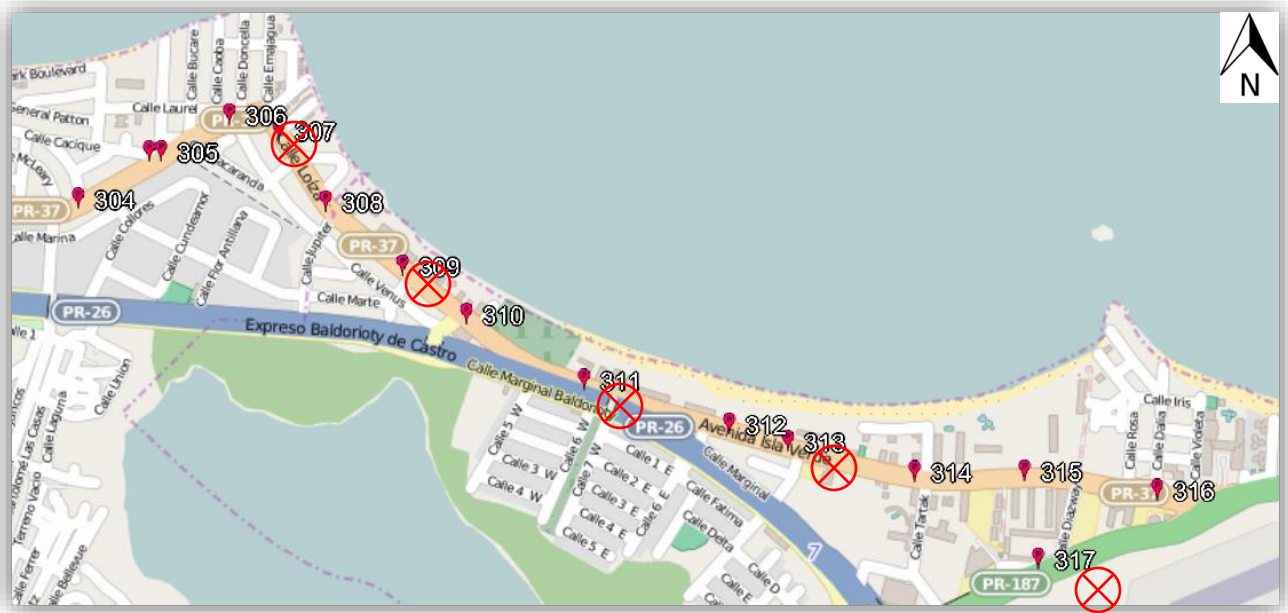 N
ark Boulevard
Calle Bucare
Calle Caoba
Calle Doncella
Calle Emajagua
General Patton
Calle Laurel
306
307
Calle Cacique
305
McLeary
Calle Loíza
304
308
PR-37
Calle Marina
Calle Collores
Calle Cundeamor
Calle Flor Antillana
Calle Jupiter
PR-37
309
Calle Venus
Calle Marte
310
PR-26
Expreso Baldorioty de Castro
Calle Marginal Baldorioty
311
Calle Union
Calle Laguna
Las Casas
Terreno Vacio
Calle Ferrer
Bellevue
Calle 5 W
Calle 6 W
Calle 7 W
Calle 3 W
Calle 4 W
PR-26
312
Avenida Isla Verde
313
Calle Marginal
Calle 1 E
Calle 2 E
Calle 3 E
Calle 4 E
Calle 5 E
Calle 6 E
Calle Fatima
Calle Delta
Calle D
Calle E
7
314
Calle Tartak
315
Calle Diazway
Calle Iris
Calle Rosa
Calle Dalia
Calle Violeta
PR-37
316
317
PR-187